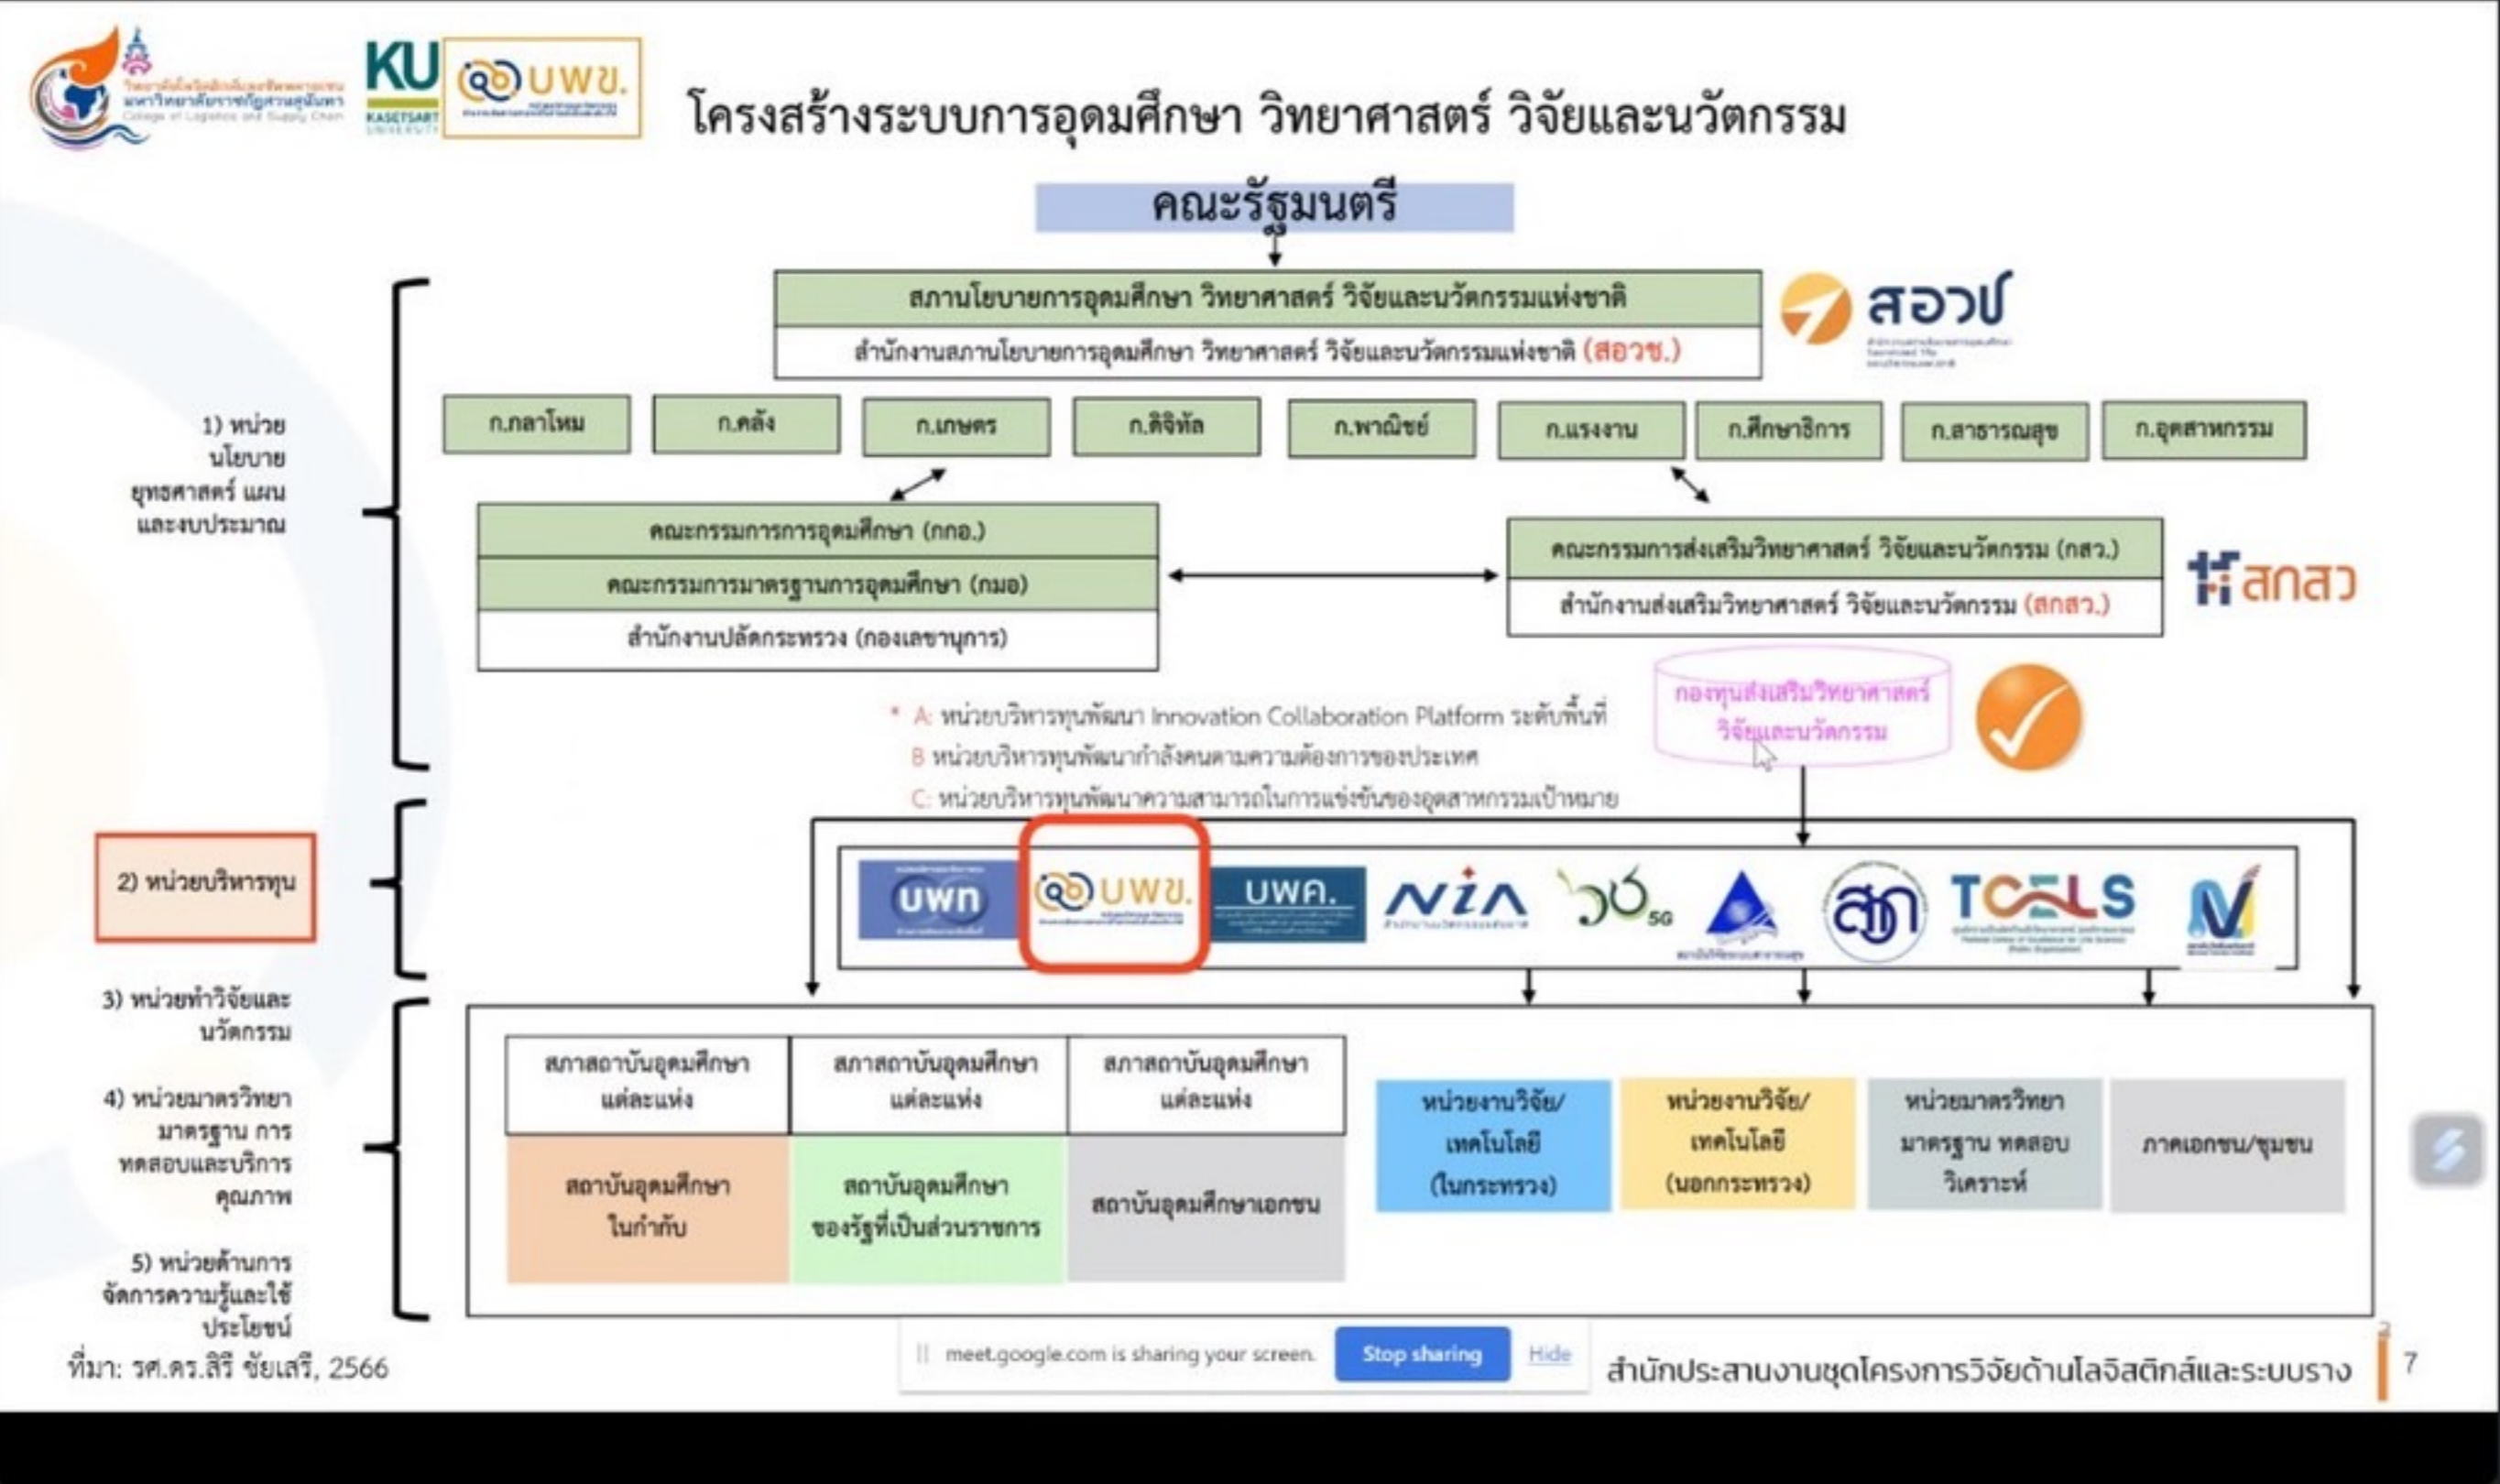 มหาวิทยาลัยราชภัฏสวนสุนันทา
College of Logistics and Supply Chain
KU
KASETSART
UNIVERSITY
บพข.
โครงสร้างระบบการอุดมศึกษา วิทยาศาสตร์ วิจัยและนวัตกรรม
คณะรัฐมนตรี
สภานโยบายการอุดมศึกษา วิทยาศาสตร์ วิจัยและนวัตกรรมแห่งชาติ
สำนักงานสภานโยบายการอุดมศึกษา วิทยาศาสตร์ วิจัยและนวัตกรรมแห่งชาติ (สอวช.)
สอวช
1) หน่วย
นโยบาย
ยุทธศาสตร์ แผน
และงบประมาณ
ก.กลาโหม
ก.คลัง
ก.เกษตร
ก.ดิจิทัล
ก.พาณิชย์
ก.แรงงาน
ก.ศึกษาธิการ
ก.สาธารณสุข
ก.อุตสาหกรรม
คณะกรรมการการอุดมศึกษา (กกอ.)
คณะกรรมการมาตรฐานการอุดมศึกษา (กมอ)
สำนักงานปลัดกระทรวง (กองเลขานุการ)
คณะกรรมการส่งเสริมวิทยาศาสตร์ วิจัยและนวัตกรรม (กสว.)
สำนักงานส่งเสริมวิทยาศาสตร์ วิจัยและนวัตกรรม (สกสว.)
สกสว
กองทุนส่งเสริมวิทยาศาสตร์
วิจัยและนวัตกรรม
* A: หน่วยบริหารทุนพัฒนา Innovation Collaboration Platform ระดับพื้นที่
B หน่วยบริหารทุนพัฒนากำลังคนตามความต้องการของประเทศ
C: หน่วยบริหารทุนพัฒนาความสามารถในการแข่งขันของอุตสาหกรรมเป้าหมาย
2) หน่วยบริหารทุน
บพท
บพข.
บพค.
NiA
5G
สถาบันวิจัยระบบสาธารณสุข
สวก
TCELS
3) หน่วยทำวิจัยและ
นวัตกรรม
4) หน่วยมาตรวิทยา
มาตรฐาน การ
ทดสอบและบริการ
คุณภาพ
5) หน่วยด้านการ
จัดการความรู้และใช้
ประโยชน์
สภาสถาบันอุดมศึกษา
แต่ละแห่ง
สภาสถาบันอุดมศึกษา
แต่ละแห่ง
สภาสถาบันอุดมศึกษา
แต่ละแห่ง
สถาบันอุดมศึกษา
ในกำกับ
สถาบันอุดมศึกษา
ของรัฐที่เป็นส่วนราชการ
สถาบันอุดมศึกษาเอกชน
หน่วยงานวิจัย/
เทคโนโลยี
(ในกระทรวง)
หน่วยงานวิจัย/
เทคโนโลยี
(นอกกระทรวง)
หน่วยมาตรวิทยา
มาตรฐาน ทดสอบ
วิเคราะห์
ภาคเอกชน/ชุมชน
ที่มา: รศ.ดร.สิรี ชัยเสรี, 2566
meet.google.com is sharing your screen.
Stop sharing
Hide
สำนักประสานงานชุดโครงการวิจัยด้านโลจิสติกส์และระบบราง
7